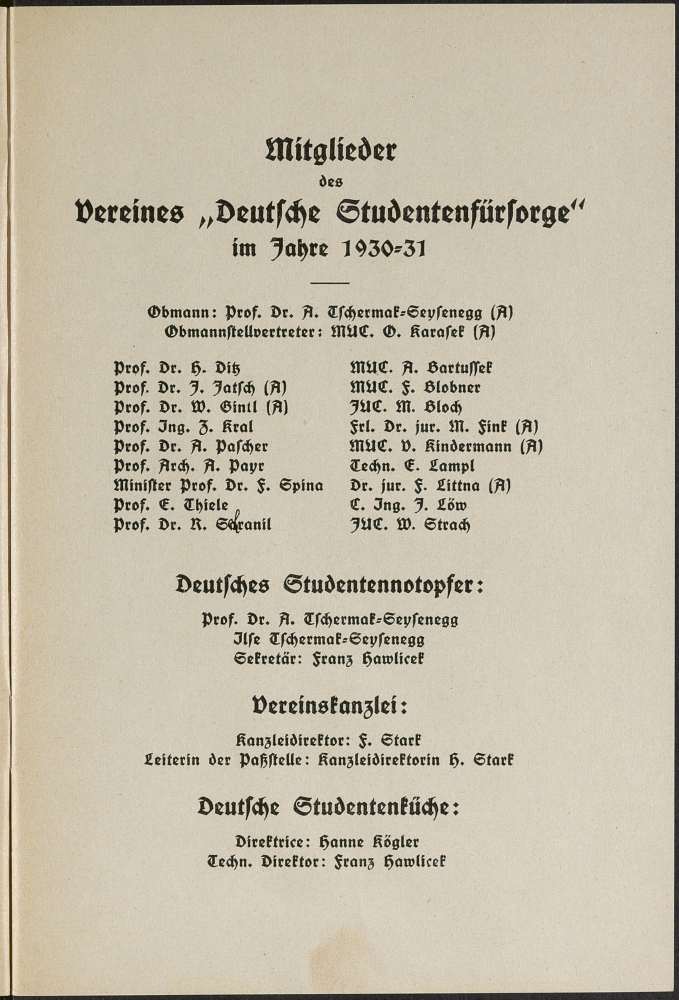 Mitglieder
des
Vereines „Deutsche Studentenfürsorge“
im Jahre 1930-31
Obmann: Prof. Dr. A. Tschermak-Seysenegg (A)
Obmannstellvertreter: MUC. O. Karasek (A)
Prof. Dr. H. Ditz
Prof. Dr. J. Jatsch (A)
Prof. Dr. W. Gintl (A)
Prof. Ing. Z. Kral
Prof. Dr. A. Pascher
Prof. Arch. A. Payr
Minister Prof. Dr. F. Spina
Prof. E. Thiele
Prof. Dr. R.
MUC. A. Bartussek
MUC. F. Blobner
JUC. M. Bloch
Frl. Dr. jur. M. Fink (A)
MUC. V. Kindermann (A)
Techn. E. Lampl
Dr. jur. F. Littna (A)
C. Ing. J. Löw
JUC. W. Strach
Deutsches Studentennotopfer:
Prof. Dr. A. Tschermak-Seysenegg
Ilse Tschermak-Seysenegg
Sekretär: Franz Hawlicek
Vereinskanzlei:
Kanzleidirektor: F. Stark
Leiterin der Paßstelle: Kanzleidirektorin H. Stark
Deutsche Studentenküche:
Direktrice: Hanne Kögler
Techn. Direktor: Franz Hawlicek